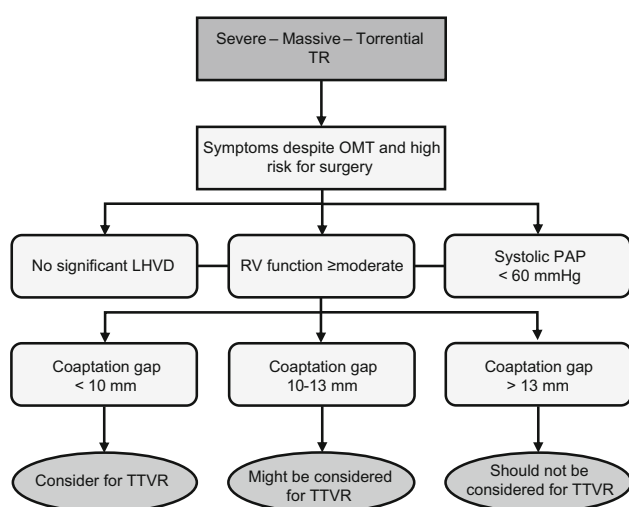 Severe – Massive – Torrential
TR
Symptoms despite OMT and high
risk for surgery
No significant LHVD
RV function ≥moderate
Systolic PAP
< 60 mmHg
Coaptation gap
< 10 mm
Coaptation gap
10-13 mm
Coaptation gap
> 13 mm
Consider for TTVR
Might be considered
for TTVR
Should not be
considered for TTVR